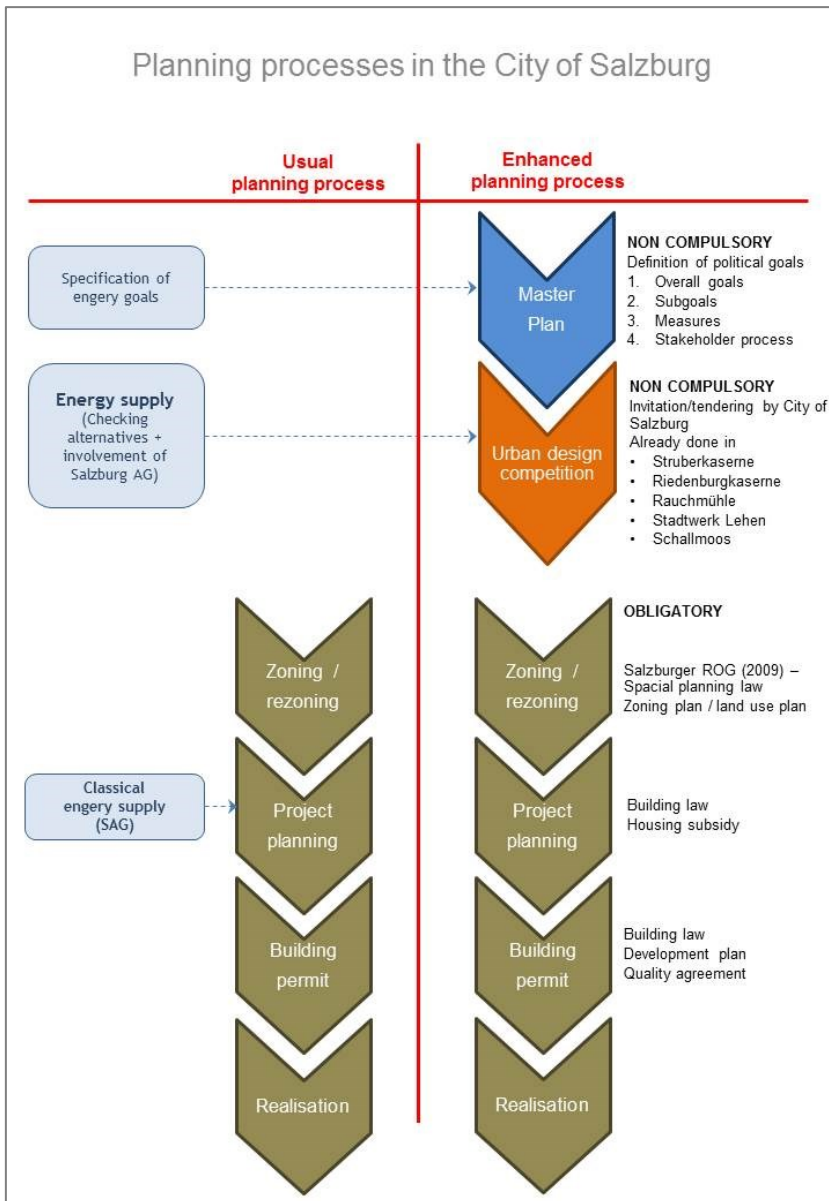 Planning processes in the City of Salzburg
Usual
planning process
Enhanced
planning process
Specification of
engery goals
Master
Plan
NON COMPULSORY
Definition of political goals
1. Overall goals
2. Subgoals
3. Measures
4. Stakeholder process
Energy supply
(Checking
alternatives +
involvement of
Salzburg AG)
Urban design
competition
NON COMPULSORY
Invitation/tendering by City of
Salzburg
Already done in
• Struberkaserne
• Riedenburgkaserne
• Rauchmühle
• Stadtwerk Lehen
• Schallmoos
Zoning /
rezoning
Zoning /
rezoning
OBLIGATORY
Salzburger ROG (2009) –
Spacial planning law
Zoning plan / land use plan
Classical
engery supply
(SAG)
Project
planning
Project
planning
Building law
Housing subsidy
Building
permit
Building
permit
Building law
Development plan
Quality agreement
Realisation
Realisation